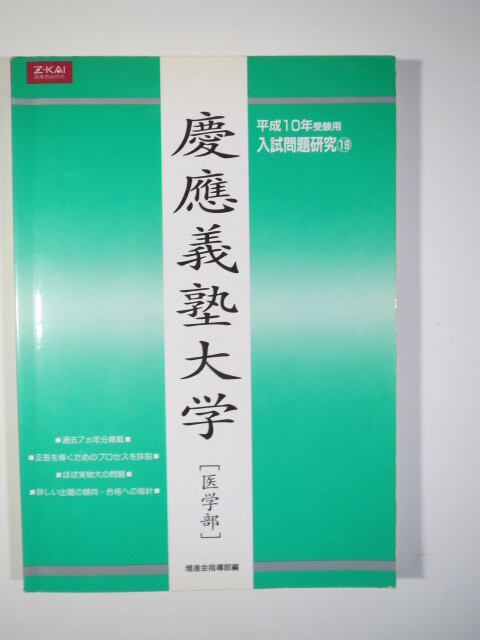 Z-KAI
平成10年受験用
入試問題研究⑲
慶應義塾大学
[医学部]
■過去7ヵ年分掲載■
■正答を導くためのプロセスを詳説■
■ほぼ実物大の問題■
■詳しい出題の傾向・合格への指針■
増進会指導部編